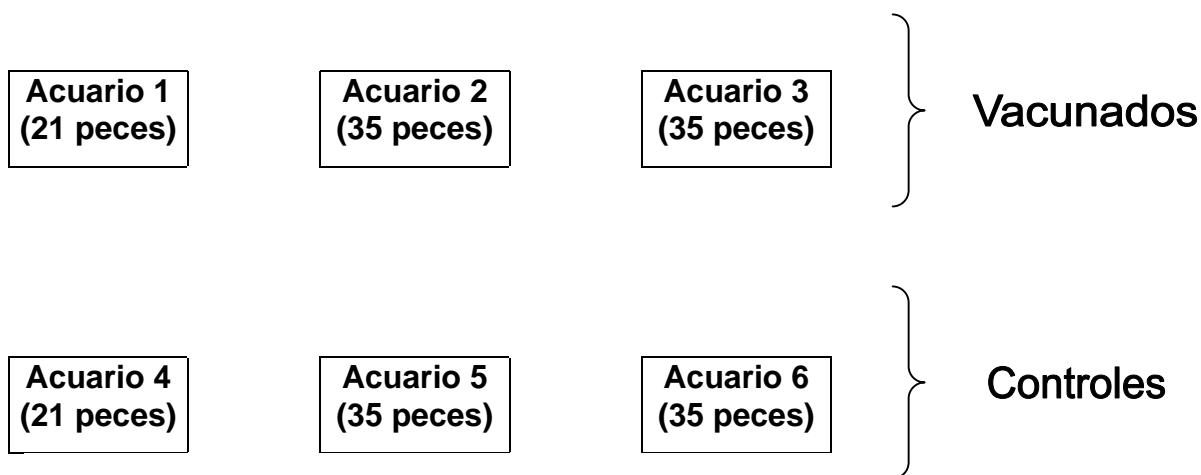 Acuario 1
(21 peces)
Acuario 2
(35 peces)
Acuario 3
(35 peces)
Vacunados
Acuario 4
(21 peces)
Acuario 5
(35 peces)
Acuario 6
(35 peces)
Controles